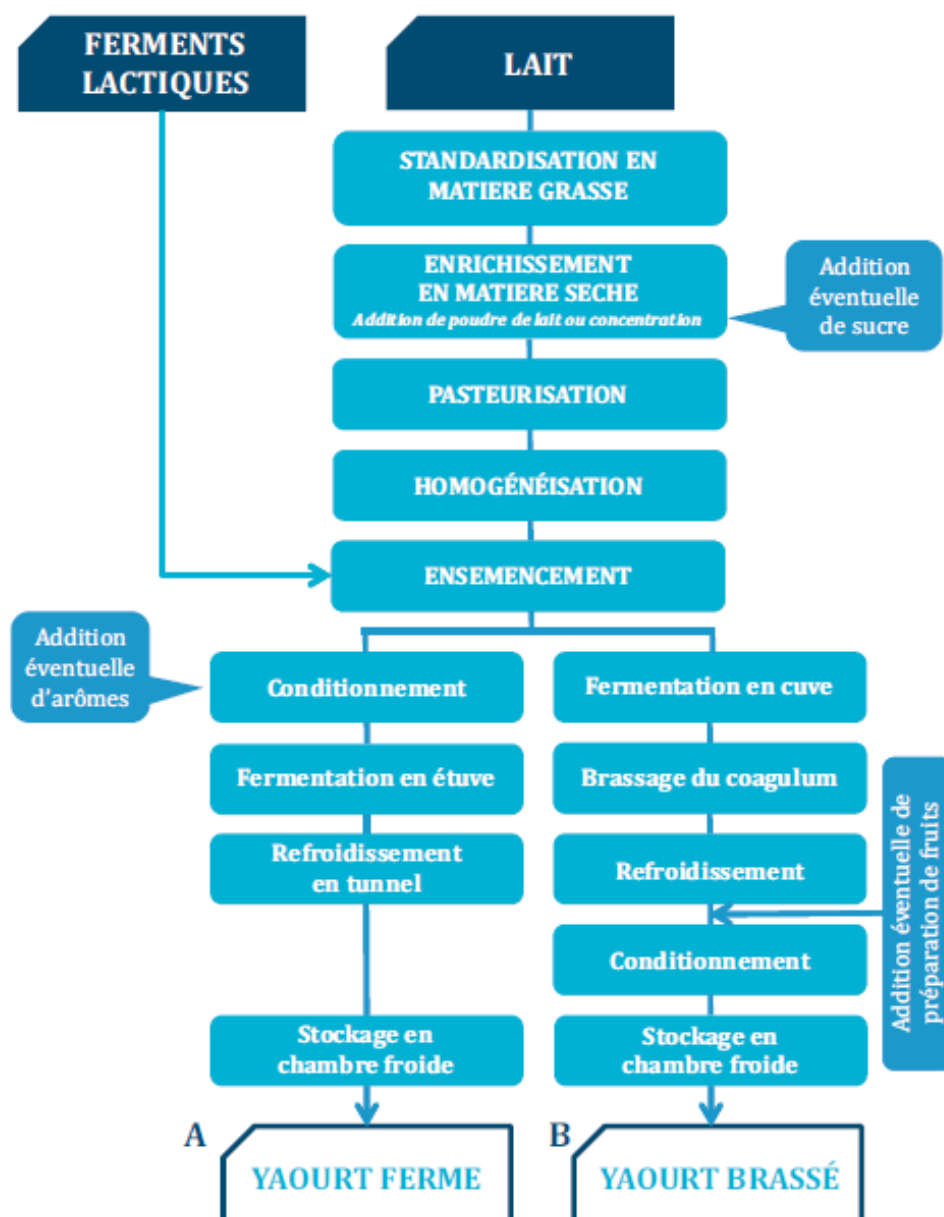 FERMENTS
LACTIQUES
LAIT
STANDARDISATION EN
MATIERE GRASSE
ENRICHISSEMENT
EN MATIERE SECHE
Addition de poudre de lait ou concentration
Addition
éventuelle
de sucre
PASTEURISATION
HOMOGÉNÉISATION
ENSEMENCEMENT
Addition
éventuelle
d'arômes
Conditionnement
Fermentation en étuve
Refroidissement
en tunnel
Stockage en
chambre froide
A
YAOURT FERME
Fermentation en cuve
Brassage du coagulum
Refroidissement
Addition éventuelle de
préparation de fruits
Conditionnement
Stockage en
chambre froide
B
YAOURT BRASSÉ